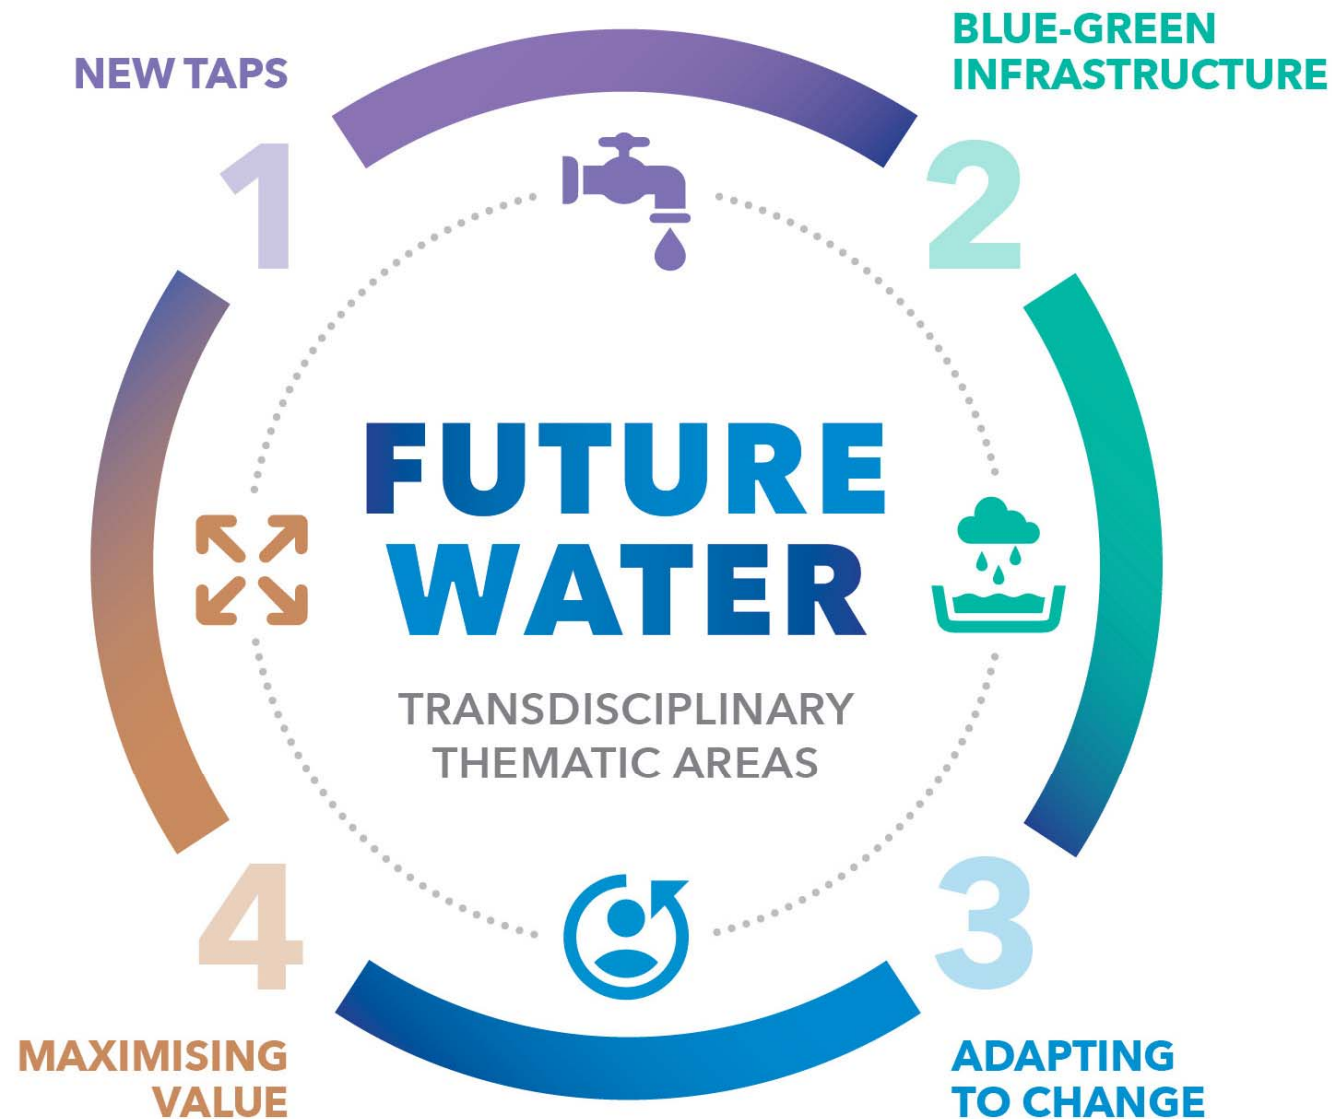 NEW TAPS
1
BLUE-GREEN
INFRASTRUCTURE
2
FUTURE
WATER
TRANSDISCIPLINARY
THEMATIC AREAS
3
ADAPTING
TO CHANGE
4
MAXIMISING
VALUE